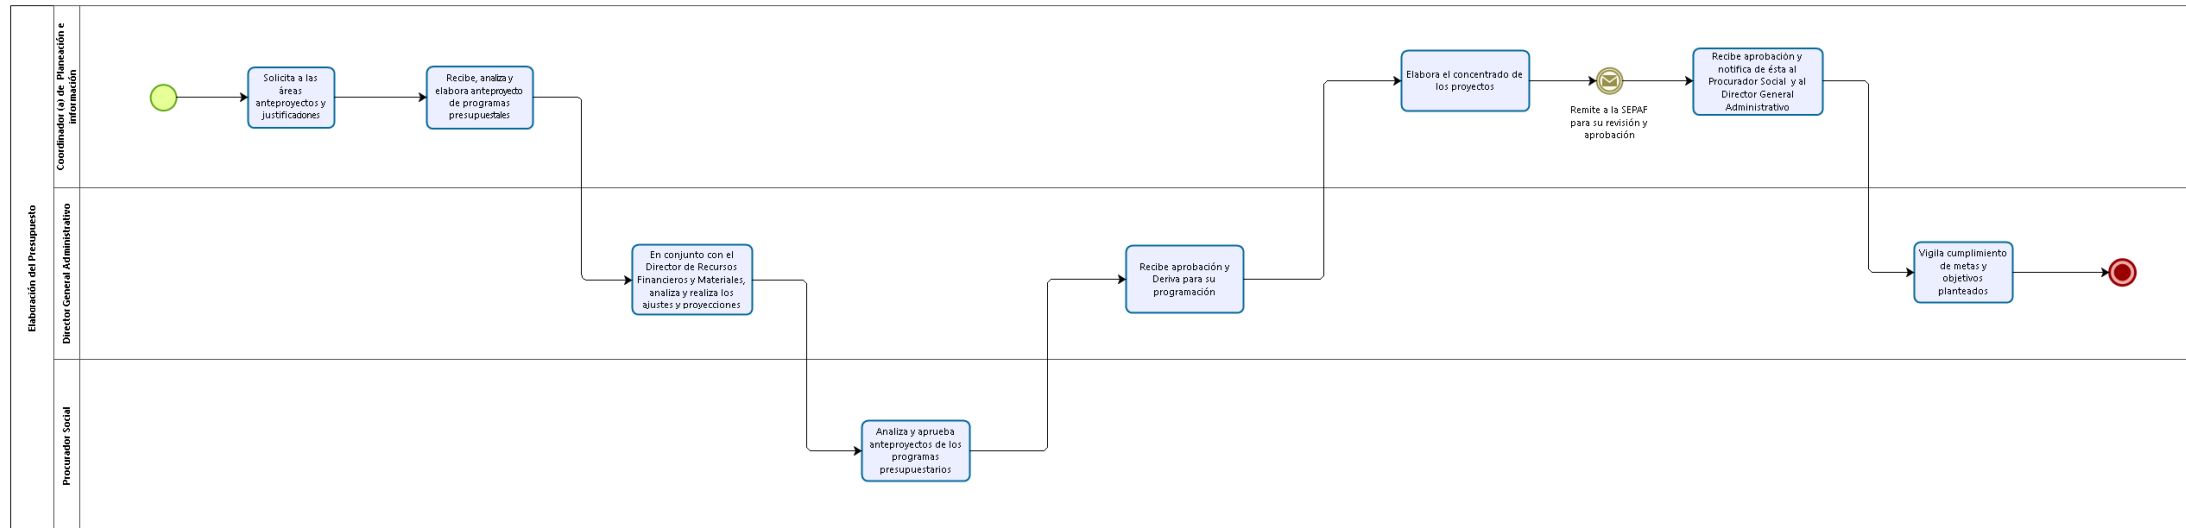 Elaboración del Presupuesto
Coordinador (a) de Planeación e
información
Solicita a las
áreas
anteproyectos y
justificaciones
Recibe, analiza y
elabora anteproyecto
de programas
presupuestales
Elabora el concentrado de
los proyectos
Remite a la SEPAF
para su revisión y
aprobación
Recibe aprobación y
notifica de ésta al
Procurador Social y al
Director General
Administrativo
Director General Administrativo
En conjunto con el
Director de Recursos
Financieros y Materiales,
analiza y realiza los
ajustes y proyecciones
Recibe aprobación y
Deriva para su
programación
Vigila cumplimiento
de metas y
objetivos
planteados
Procurador Social
Analiza y aprueba
anteproyectos de los
programas
presupuestarios